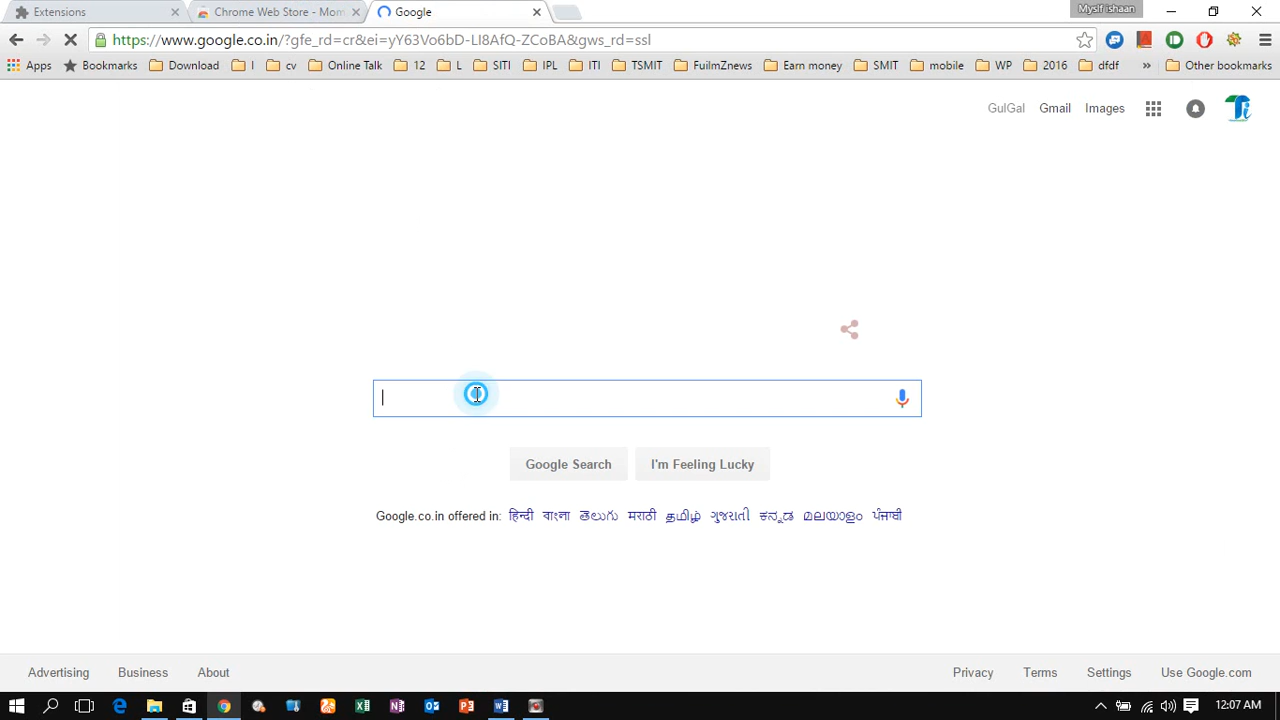 Extensions
Chrome Web Store - Mom
Google
Mysif ishaan
https://www.google.co.in/?gfe_rd=cr&ei=yY63Vo6bD-LI8AfQ-ZCoBA&gws_rd=ssl
Apps Bookmarks Download I cv Online Talk 12 L SITI IPL ITI TSMIT FuilmZnews Earn money SMIT mobile WP 2016 dfdf » Other bookmarks
GulGal Gmail Images
Google Search I'm Feeling Lucky
Google.co.in offered in: हिन्दी বাংলা తెలుగు मराठी தமிழ் ગુજરાતી ಕನ್ನಡ മലയാളം ਪੰਜਾਬੀ
Advertising Business About Privacy Terms Settings Use Google.com
12:07 AM